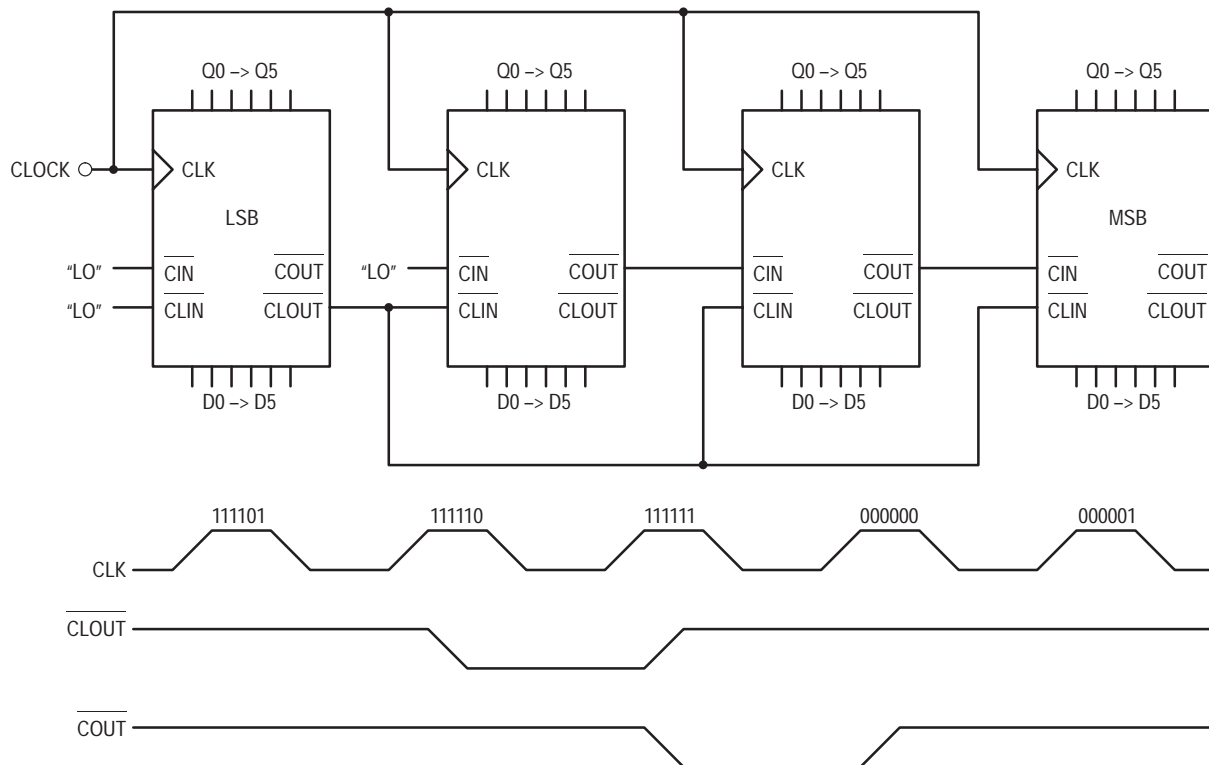 Q0 –> Q5 Q0 –> Q5 Q0 –> Q5 Q0 –> Q5
CLOCK CLK CLK CLK CLK
LSB MSB
“LO” CIN COUT “LO” CIN COUT CIN COUT CIN COUT
“LO” CLIN CLOUT CLIN CLOUT CLIN CLOUT CLIN CLOUT
D0 –> D5 D0 –> D5 D0 –> D5 D0 –> D5
111101 111110 111111 000000 000001
CLK
CLOUT
COUT